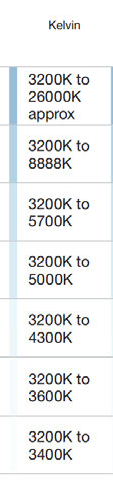 Kelvin
3200K to
26000K
approx
3200K to
8888K
3200K to
5700K
3200K to
5000K
3200K to
4300K
3200K to
3600K
3200K to
3400K